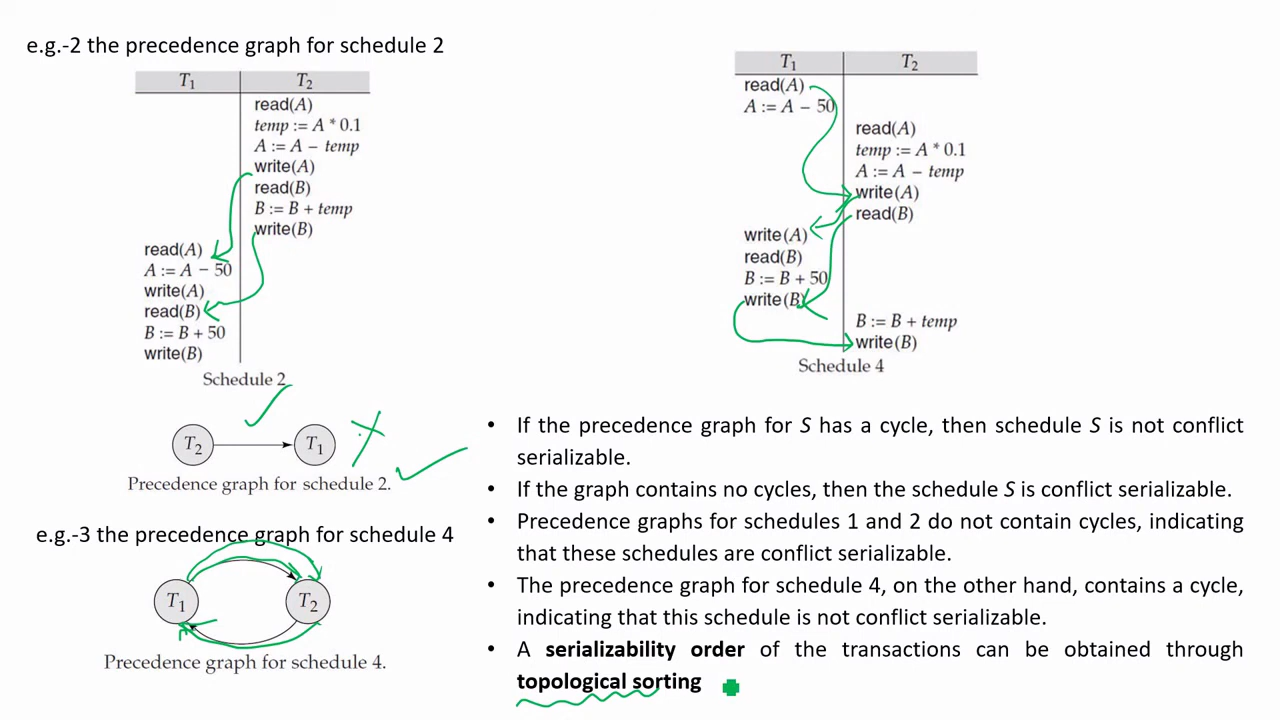 e.g.-2 the precedence graph for schedule 2
T1 T2
read(A)
temp := A * 0.1
A := A − temp
write(A)
read(B)
B := B + temp
write(B)
read(A)
A := A − 50
write(A)
read(B)
B := B + 50
write(B)
Schedule 2
T2 T1
Precedence graph for schedule 2.
e.g.-3 the precedence graph for schedule 4
T1 T2
Precedence graph for schedule 4.
T1 T2
read(A)
A := A − 50
read(A)
temp := A * 0.1
A := A − temp
write(A)
read(B)
write(A)
read(B)
B := B + 50
write(B)
B := B + temp
write(B)
Schedule 4
• If the precedence graph for S has a cycle, then schedule S is not conflict
serializable.
• If the graph contains no cycles, then the schedule S is conflict serializable.
• Precedence graphs for schedules 1 and 2 do not contain cycles, indicating
that these schedules are conflict serializable.
• The precedence graph for schedule 4, on the other hand, contains a cycle,
indicating that this schedule is not conflict serializable.
• A serializability order of the transactions can be obtained through
topological sorting